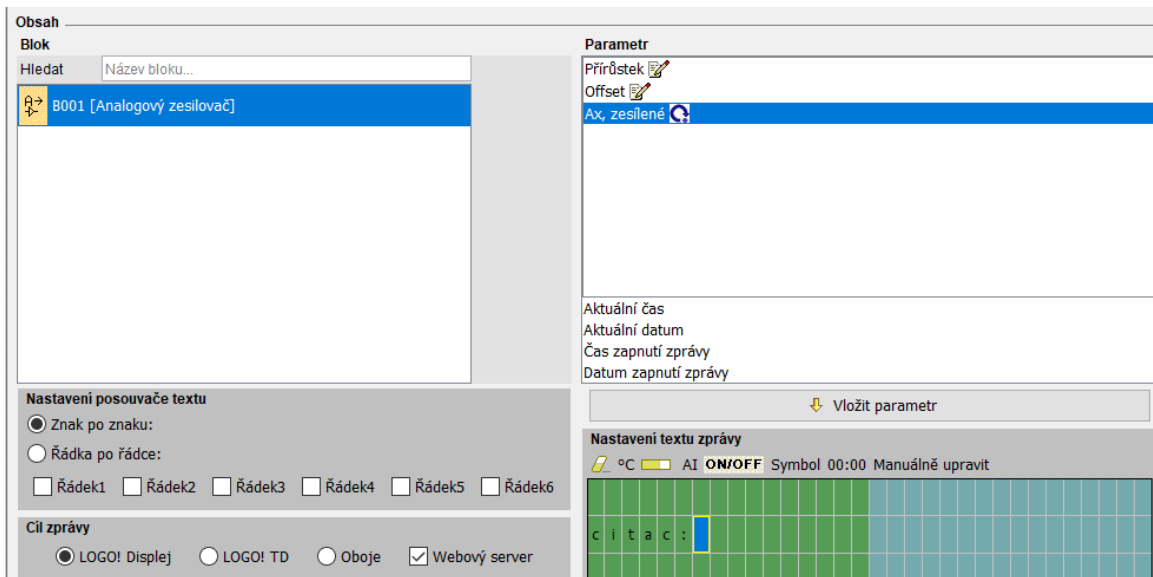 Obsah
Blok
Hledat Název bloku...
B001 [Analogový zesilovač]
Parametr
Přírůstek
Offset
Ax, zesílené
Aktuální čas
Aktuální datum
Čas zapnutí zprávy
Datum zapnutí zprávy
Nastavení posouvače textu
Znak po znaku:
Řádka po řádce:
Řádek1 Řádek2 Řádek3 Řádek4 Řádek5 Řádek6
Cíl zprávy
LOGO! Displej LOGO! TD Oboje Webový server
Vložit parametr
Nastavení textu zprávy
°C AI ON/OFF Symbol 00:00 Manuálně upravit
citac: